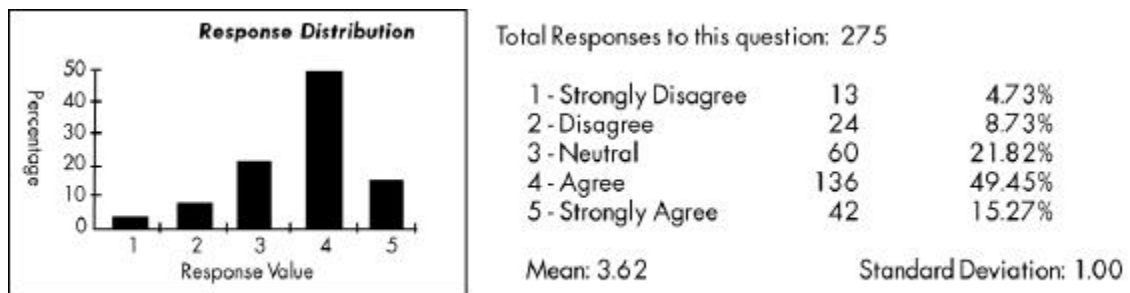 Response Distribution
Percentage
50
40
30
20
10
0
1 2 3 4 5
Response Value
Total Responses to this question: 275
1 - Strongly Disagree 13 4.73%
2 - Disagree 24 8.73%
3 - Neutral 60 21.82%
4 - Agree 136 49.45%
5 - Strongly Agree 42 15.27%
Mean: 3.62 Standard Deviation: 1.00